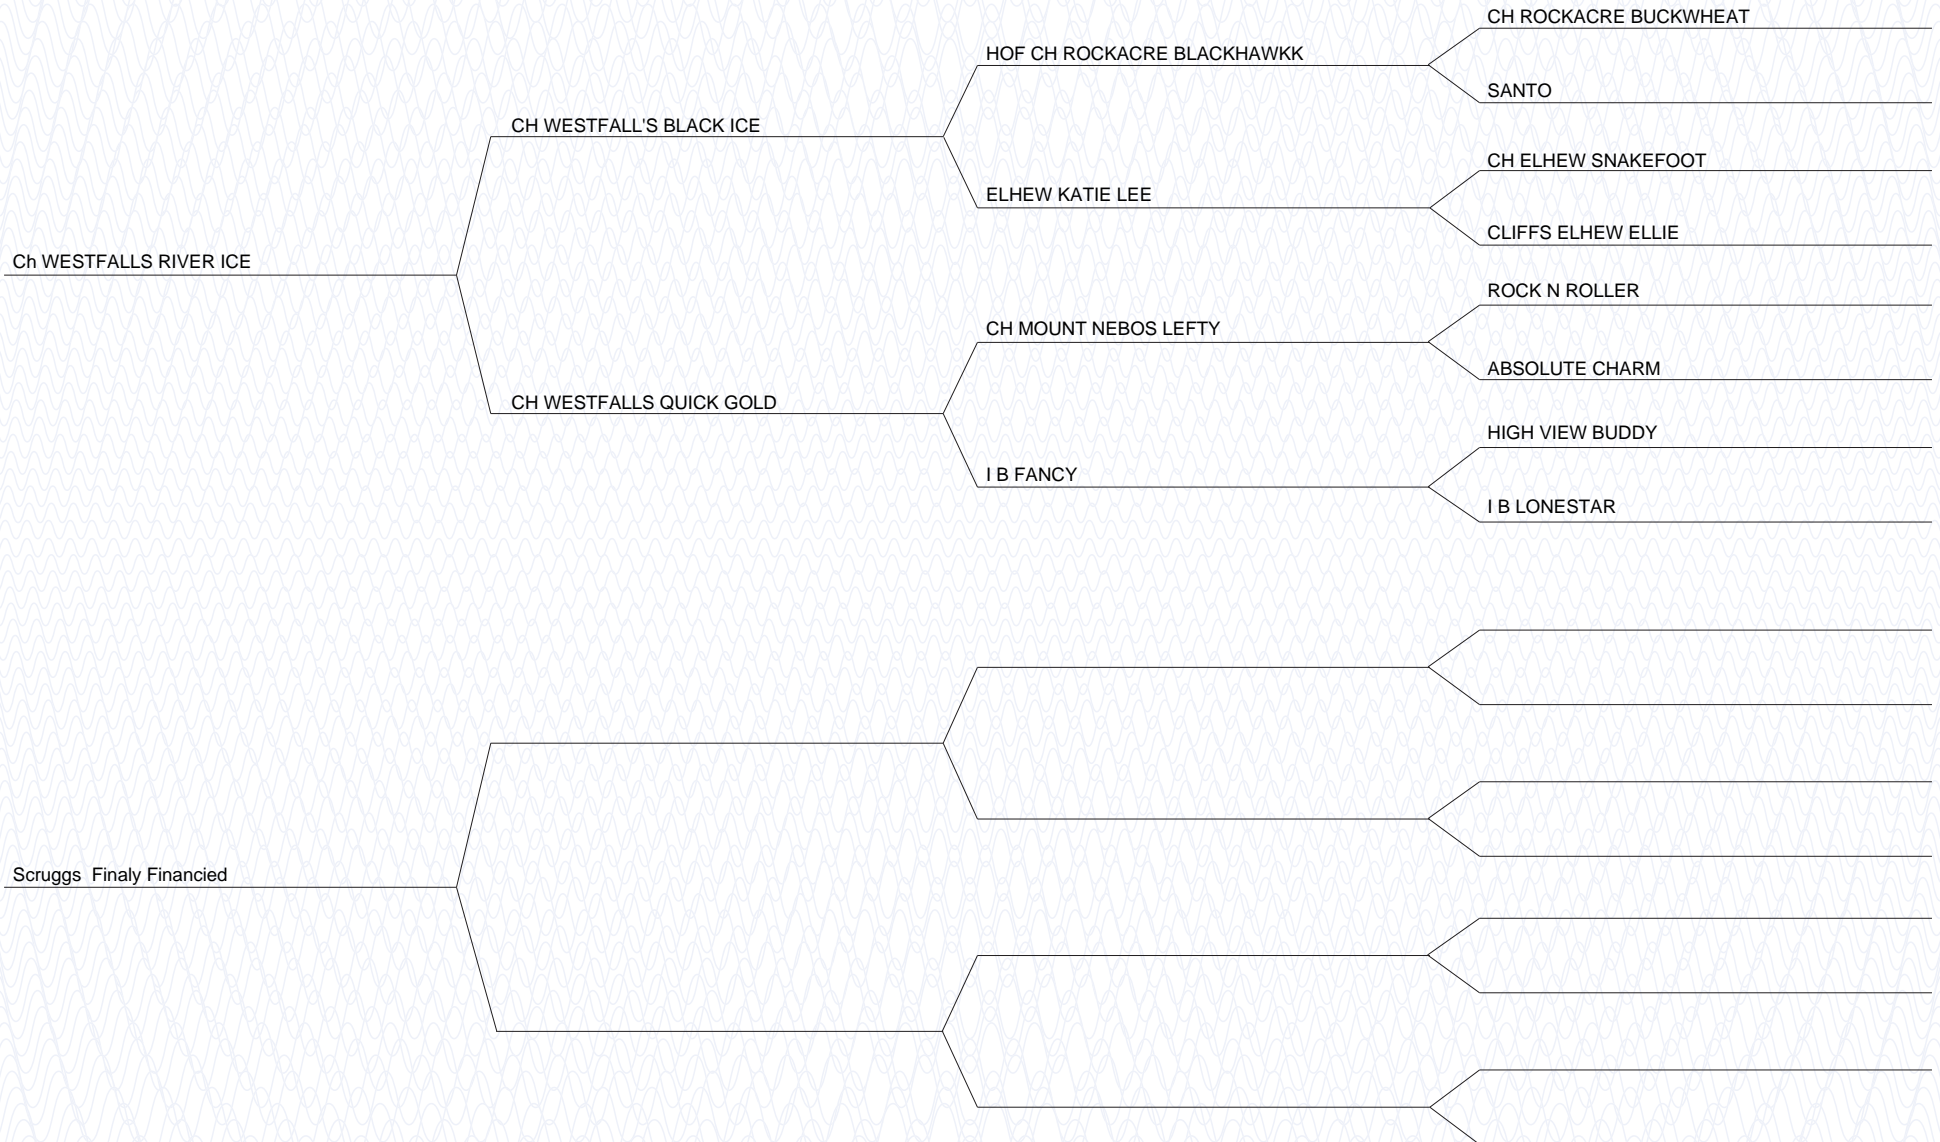 CH ROCKACRE BUCKWHEAT
HOF CH ROCKACRE BLACKHAWKK
SANTO
CH WESTFALL'S BLACK ICE
CH ELHEW SNAKEFOOT
ELHEW KATIE LEE
CLIFFS ELHEW ELLIE
Ch WESTFALLS RIVER ICE
ROCK N ROLLER
CH MOUNT NEBOS LEFTY
ABSOLUTE CHARM
CH WESTFALLS QUICK GOLD
HIGH VIEW BUDDY
I B FANCY
I B LONESTAR
Scruggs  Finaly Financied